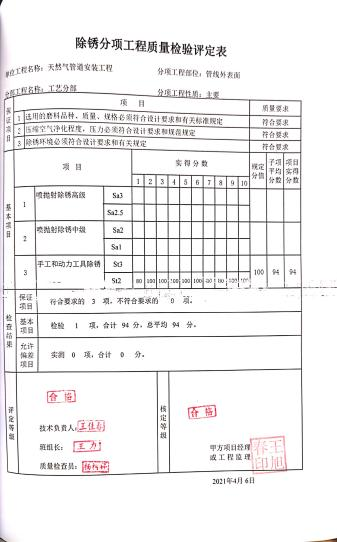 除锈分项工程质量检验评定表
单位工程名称：天然气管道安装工程 分项工程部位：管线外表面
分部工程名称：工艺分部 分项工程性质：主要
保证项目 项目 质量要求
1 选用的磨料品种、质量、规格必须符合设计要求和有关标准规定 符合要求
2 压缩空气净化程度，压力必须符合设计要求和规范规定 符合要求
3 除锈环境必须符合设计要求和有关规定 符合要求
基本项目 项目 实得分数 规定分值 子项平均分数 项目实得分数
1 2 3 4 5 6 7 8 9 10
1 喷抛射除锈高级 Sa3
Sa2.5
2 喷抛射除锈中级 Sa2
Sa1
3 手工和动力工具除锈 St3 100 94 94
St2 80 100 100
检查结果 保证项目 符合要求的 3 项，不符合要求的 0 项。
基本项目 检验 1 项，合计 94 分，总平均 94 分。
允许偏差项目 实测 0 项，合计 0 分。
评定等级 合格 核定等级 合格
技术负责人：
班组长：王力
质量检查员：
甲方项目经理
或工程监理
王旭春印
2021年4月6日